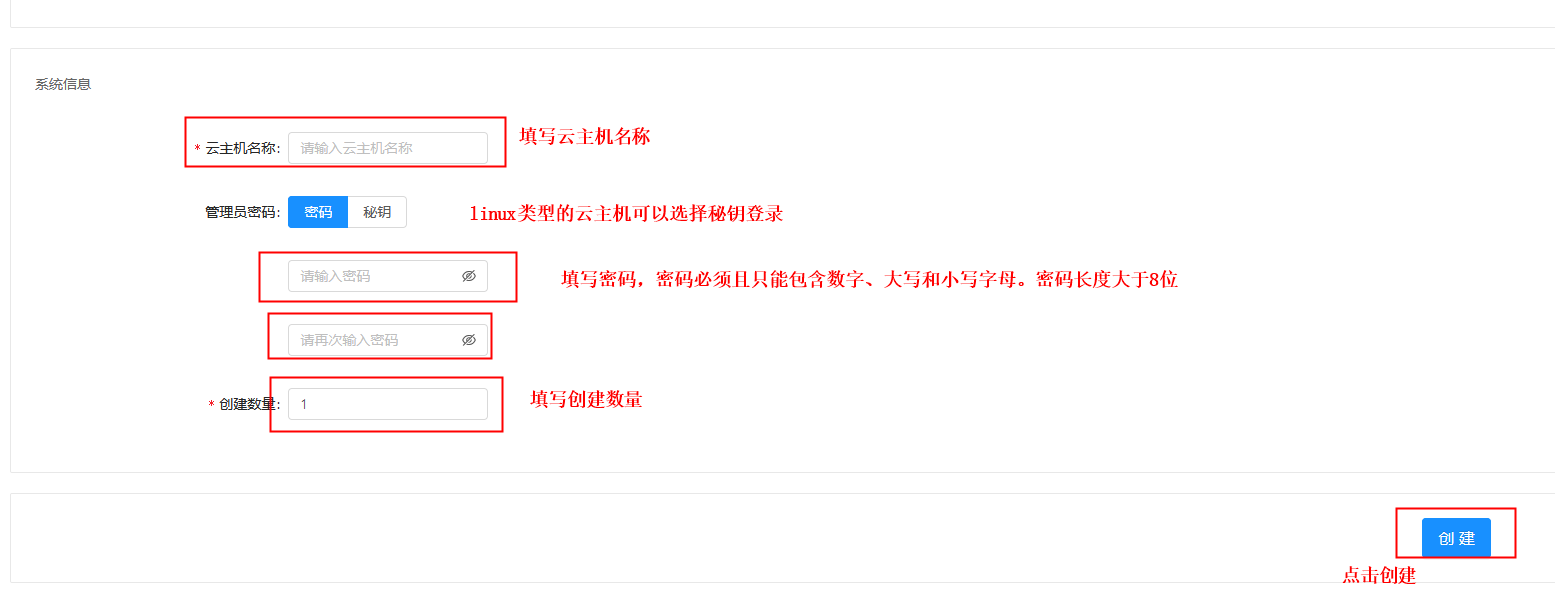 系统信息
* 云主机名称: 请输入云主机名称 填写云主机名称
管理员密码: 密码 秘钥 linux类型的云主机可以选择秘钥登录
请输入密码 填写密码，密码必须且只能包含数字、大写和小写字母。密码长度大于8位
请再次输入密码
* 创建数量: 1 填写创建数量
创 建
点击创建